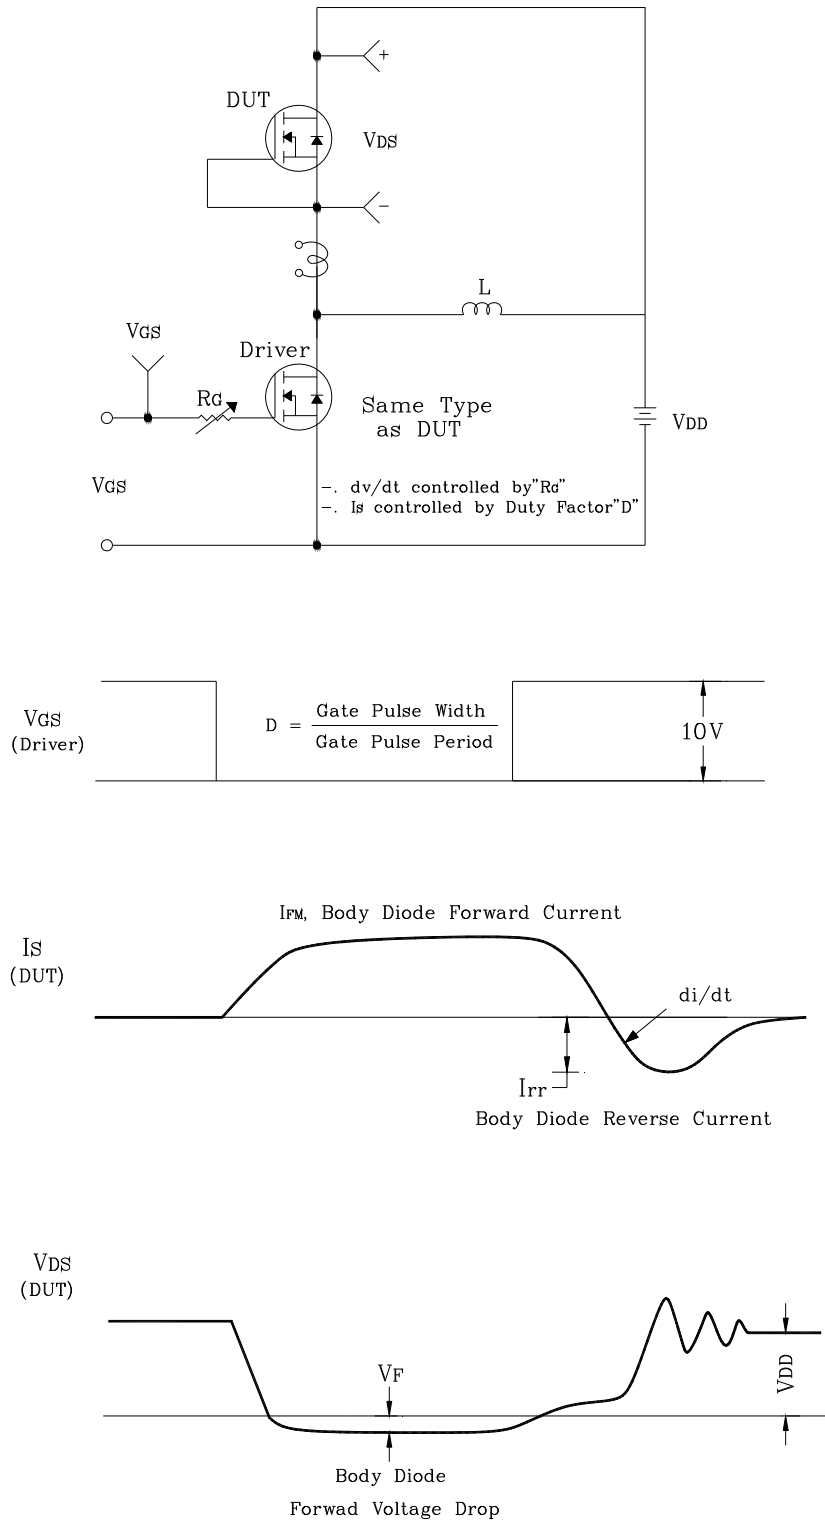 +
DUT
VDS
−
L
VGS
Driver
RG
Same Type
as DUT
VDD
VGS
−. dv/dt controlled by"RG"
−. Is controlled by Duty Factor"D"
VGS
(Driver)
D = Gate Pulse Width
Gate Pulse Period
10V
IFM, Body Diode Forward Current
IS
(DUT)
di/dt
Irr
Body Diode Reverse Current
VDS
(DUT)
VF
VDD
Body Diode
Forwad Voltage Drop